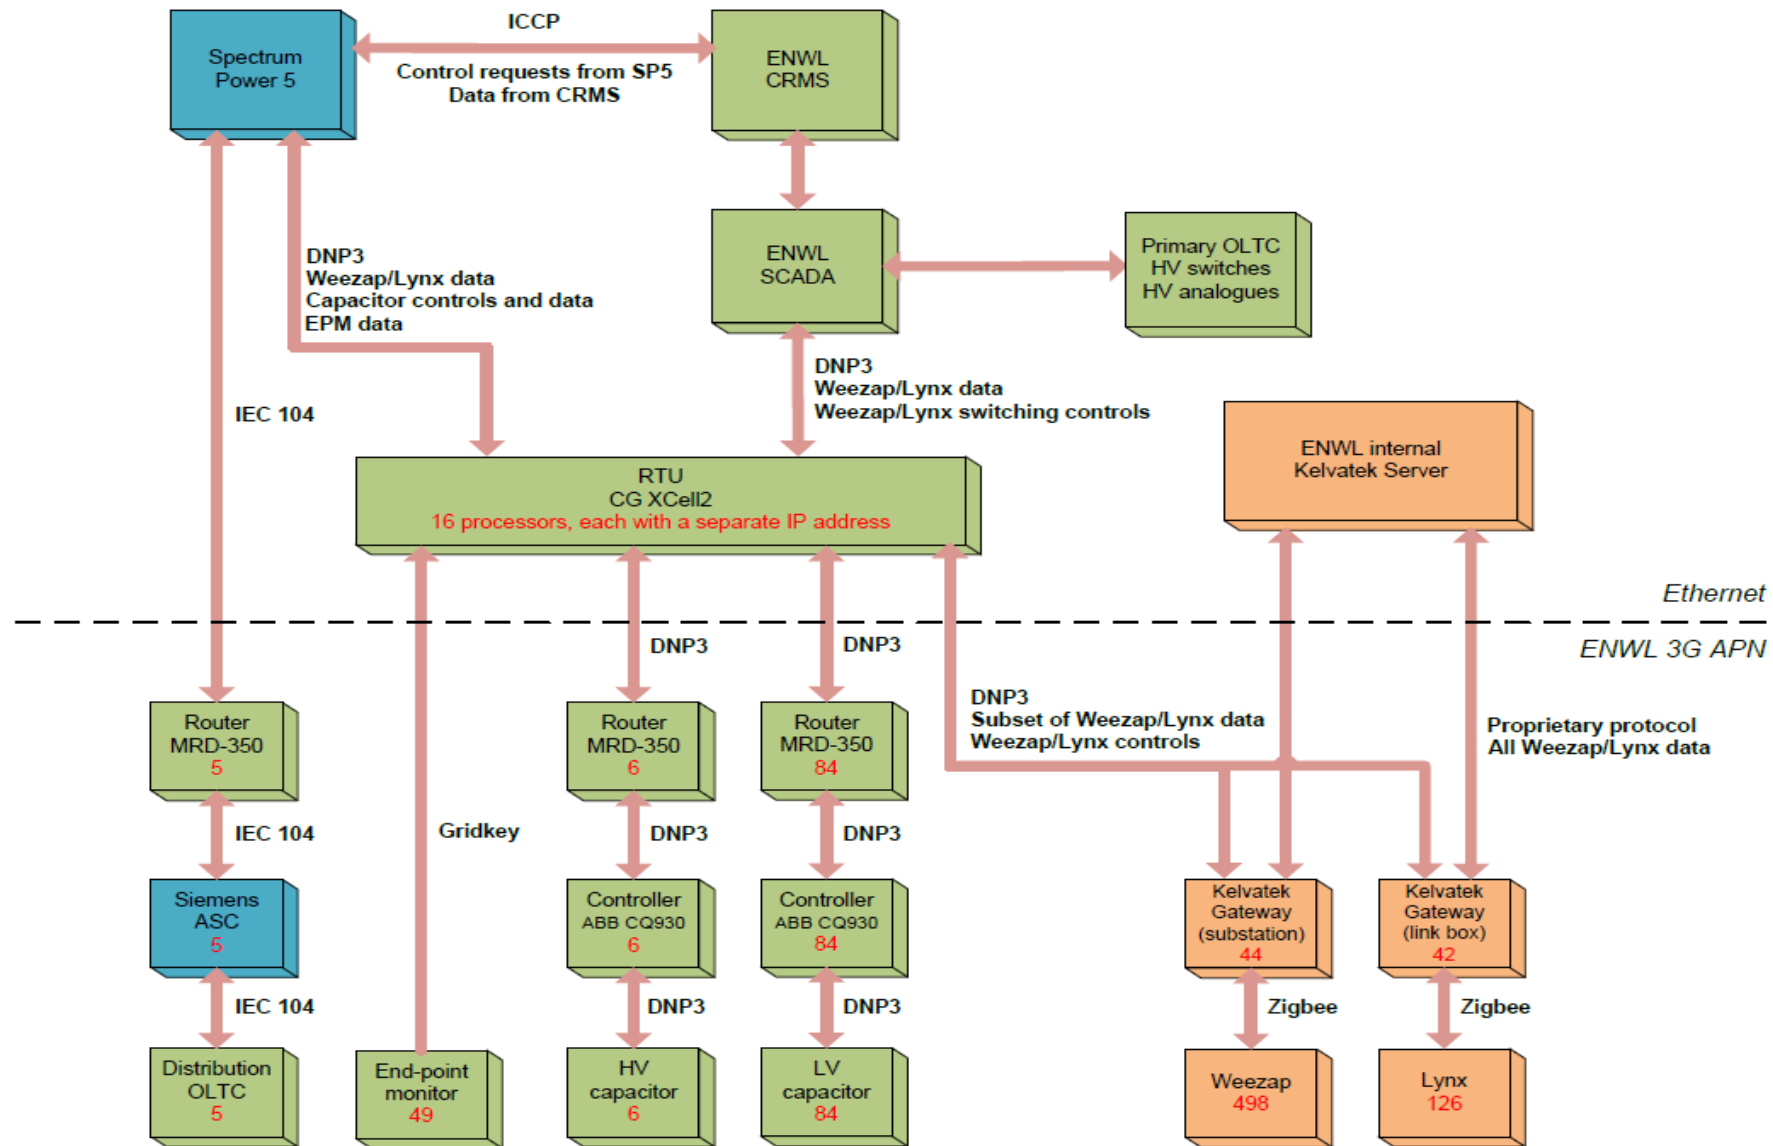 ICCP
Spectrum
Power 5
ENWL
CRMS
Control requests from SP5
Data from CRMS
DNP3
Weezap/Lynx data
Capacitor controls and data
EPM data
ENWL
SCADA
Primary OLTC
HV switches
HV analogues
DNP3
Weezap/Lynx data
Weezap/Lynx switching controls
IEC 104
RTU
CG XCell2
16 processors, each with a separate IP address
ENWL internal
Kelvatek Server
Ethernet
ENWL 3G APN
DNP3
DNP3
DNP3
Subset of Weezap/Lynx data
Weezap/Lynx controls
Proprietary protocol
All Weezap/Lynx data
Router
MRD-350
5
Router
MRD-350
6
Router
MRD-350
84
IEC 104
Gridkey
DNP3
DNP3
Siemens
ASC
5
Controller
ABB CQ930
6
Controller
ABB CQ930
84
Kelvatek
Gateway
(substation)
44
Kelvatek
Gateway
(link box)
42
IEC 104
DNP3
DNP3
Zigbee
Zigbee
Distribution
OLTC
5
End-point
monitor
49
HV
capacitor
6
LV
capacitor
84
Weezap
498
Lynx
126